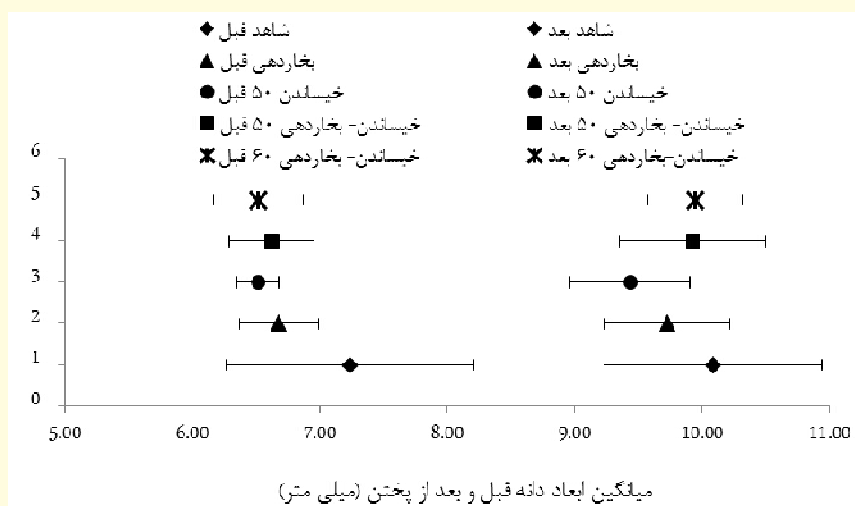 شاهد قبل
شاهد بعد
بخاردهی قبل
بخاردهی بعد
خیساندن ۵۰ قبل
خیساندن ۵۰ بعد
خیساندن- بخاردهی ۵۰ قبل
خیساندن- بخاردهی ۵۰ بعد
خیساندن- بخاردهی ۶۰ قبل
خیساندن-بخاردهی ۶۰ بعد
6
5
4
3
2
1
0
5.00 6.00 7.00 8.00 9.00 10.00 11.00
میانگین ابعاد دانه قبل و بعد از پختن (میلی متر)